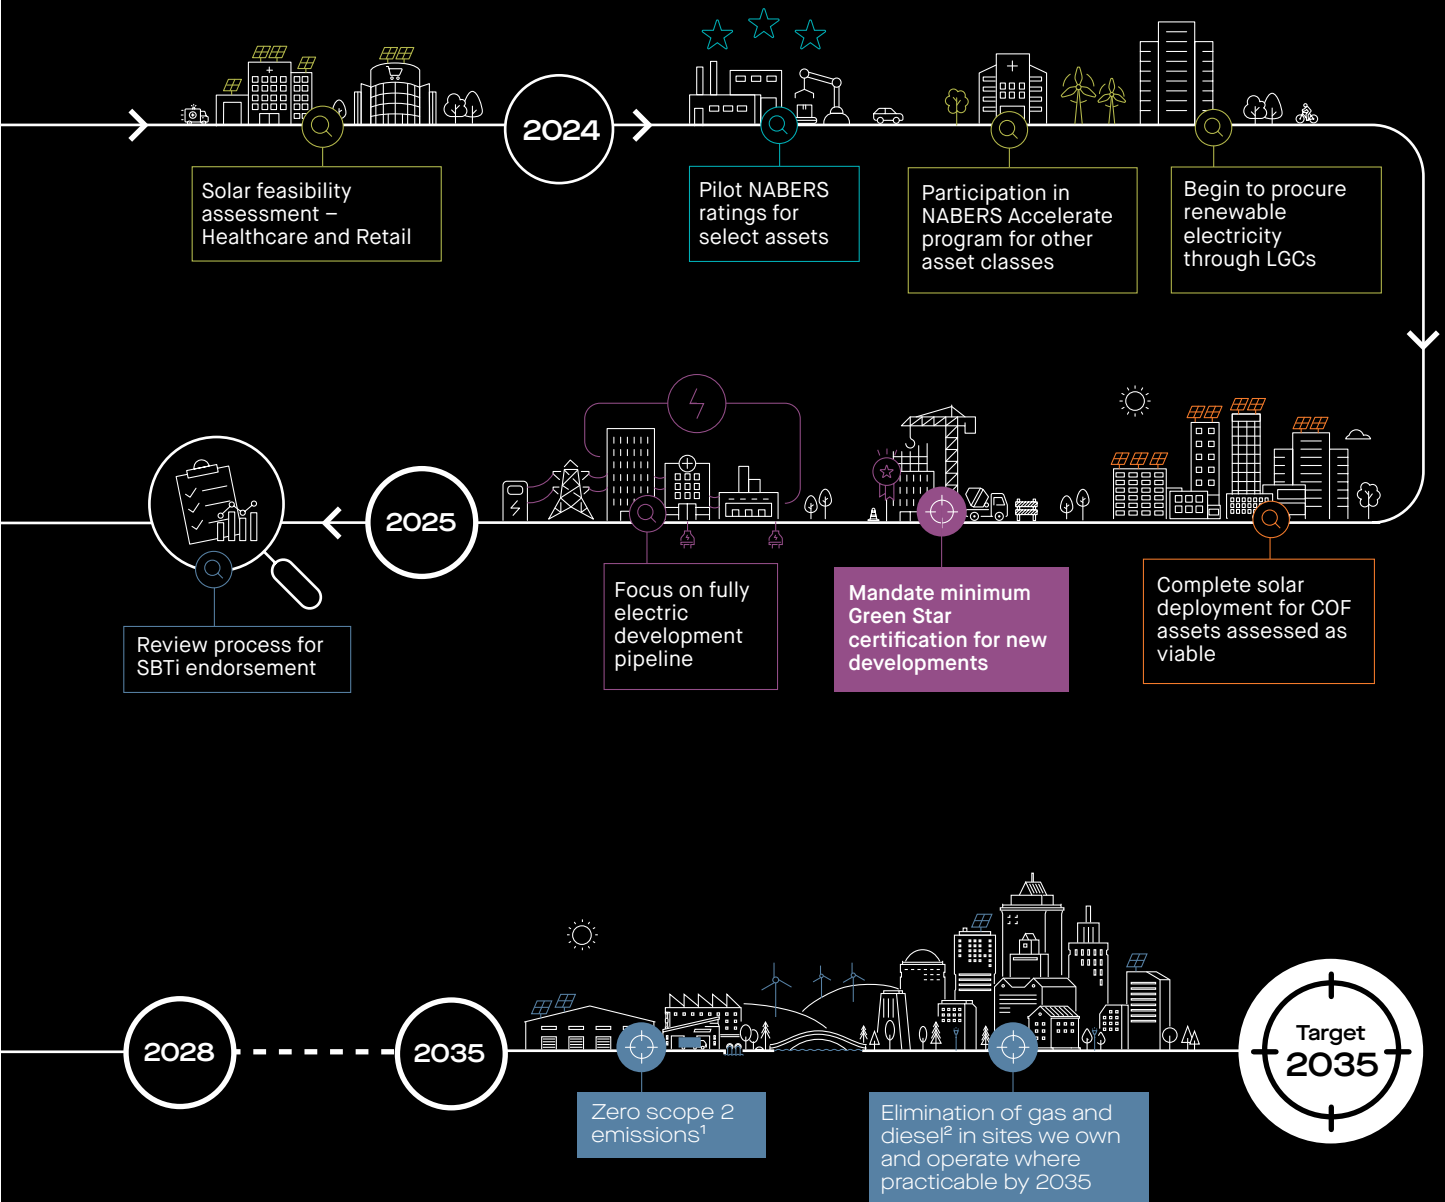 Solar feasibility
assessment –
Healthcare and Retail
2024
Pilot NABERS
ratings for
select assets
Participation in
NABERS Accelerate
program for other
asset classes
Begin to procure
renewable
electricity
through LGCs
Complete solar
deployment for COF
assets assessed as
viable
Mandate minimum
Green Star
certification for new
developments
Focus on fully
electric
development
pipeline
2025
Review process for
SBTi endorsement
2028
2035
Zero scope 2
emissions¹
Elimination of gas and
diesel² in sites we own
and operate where
practicable by 2035
Target
2035